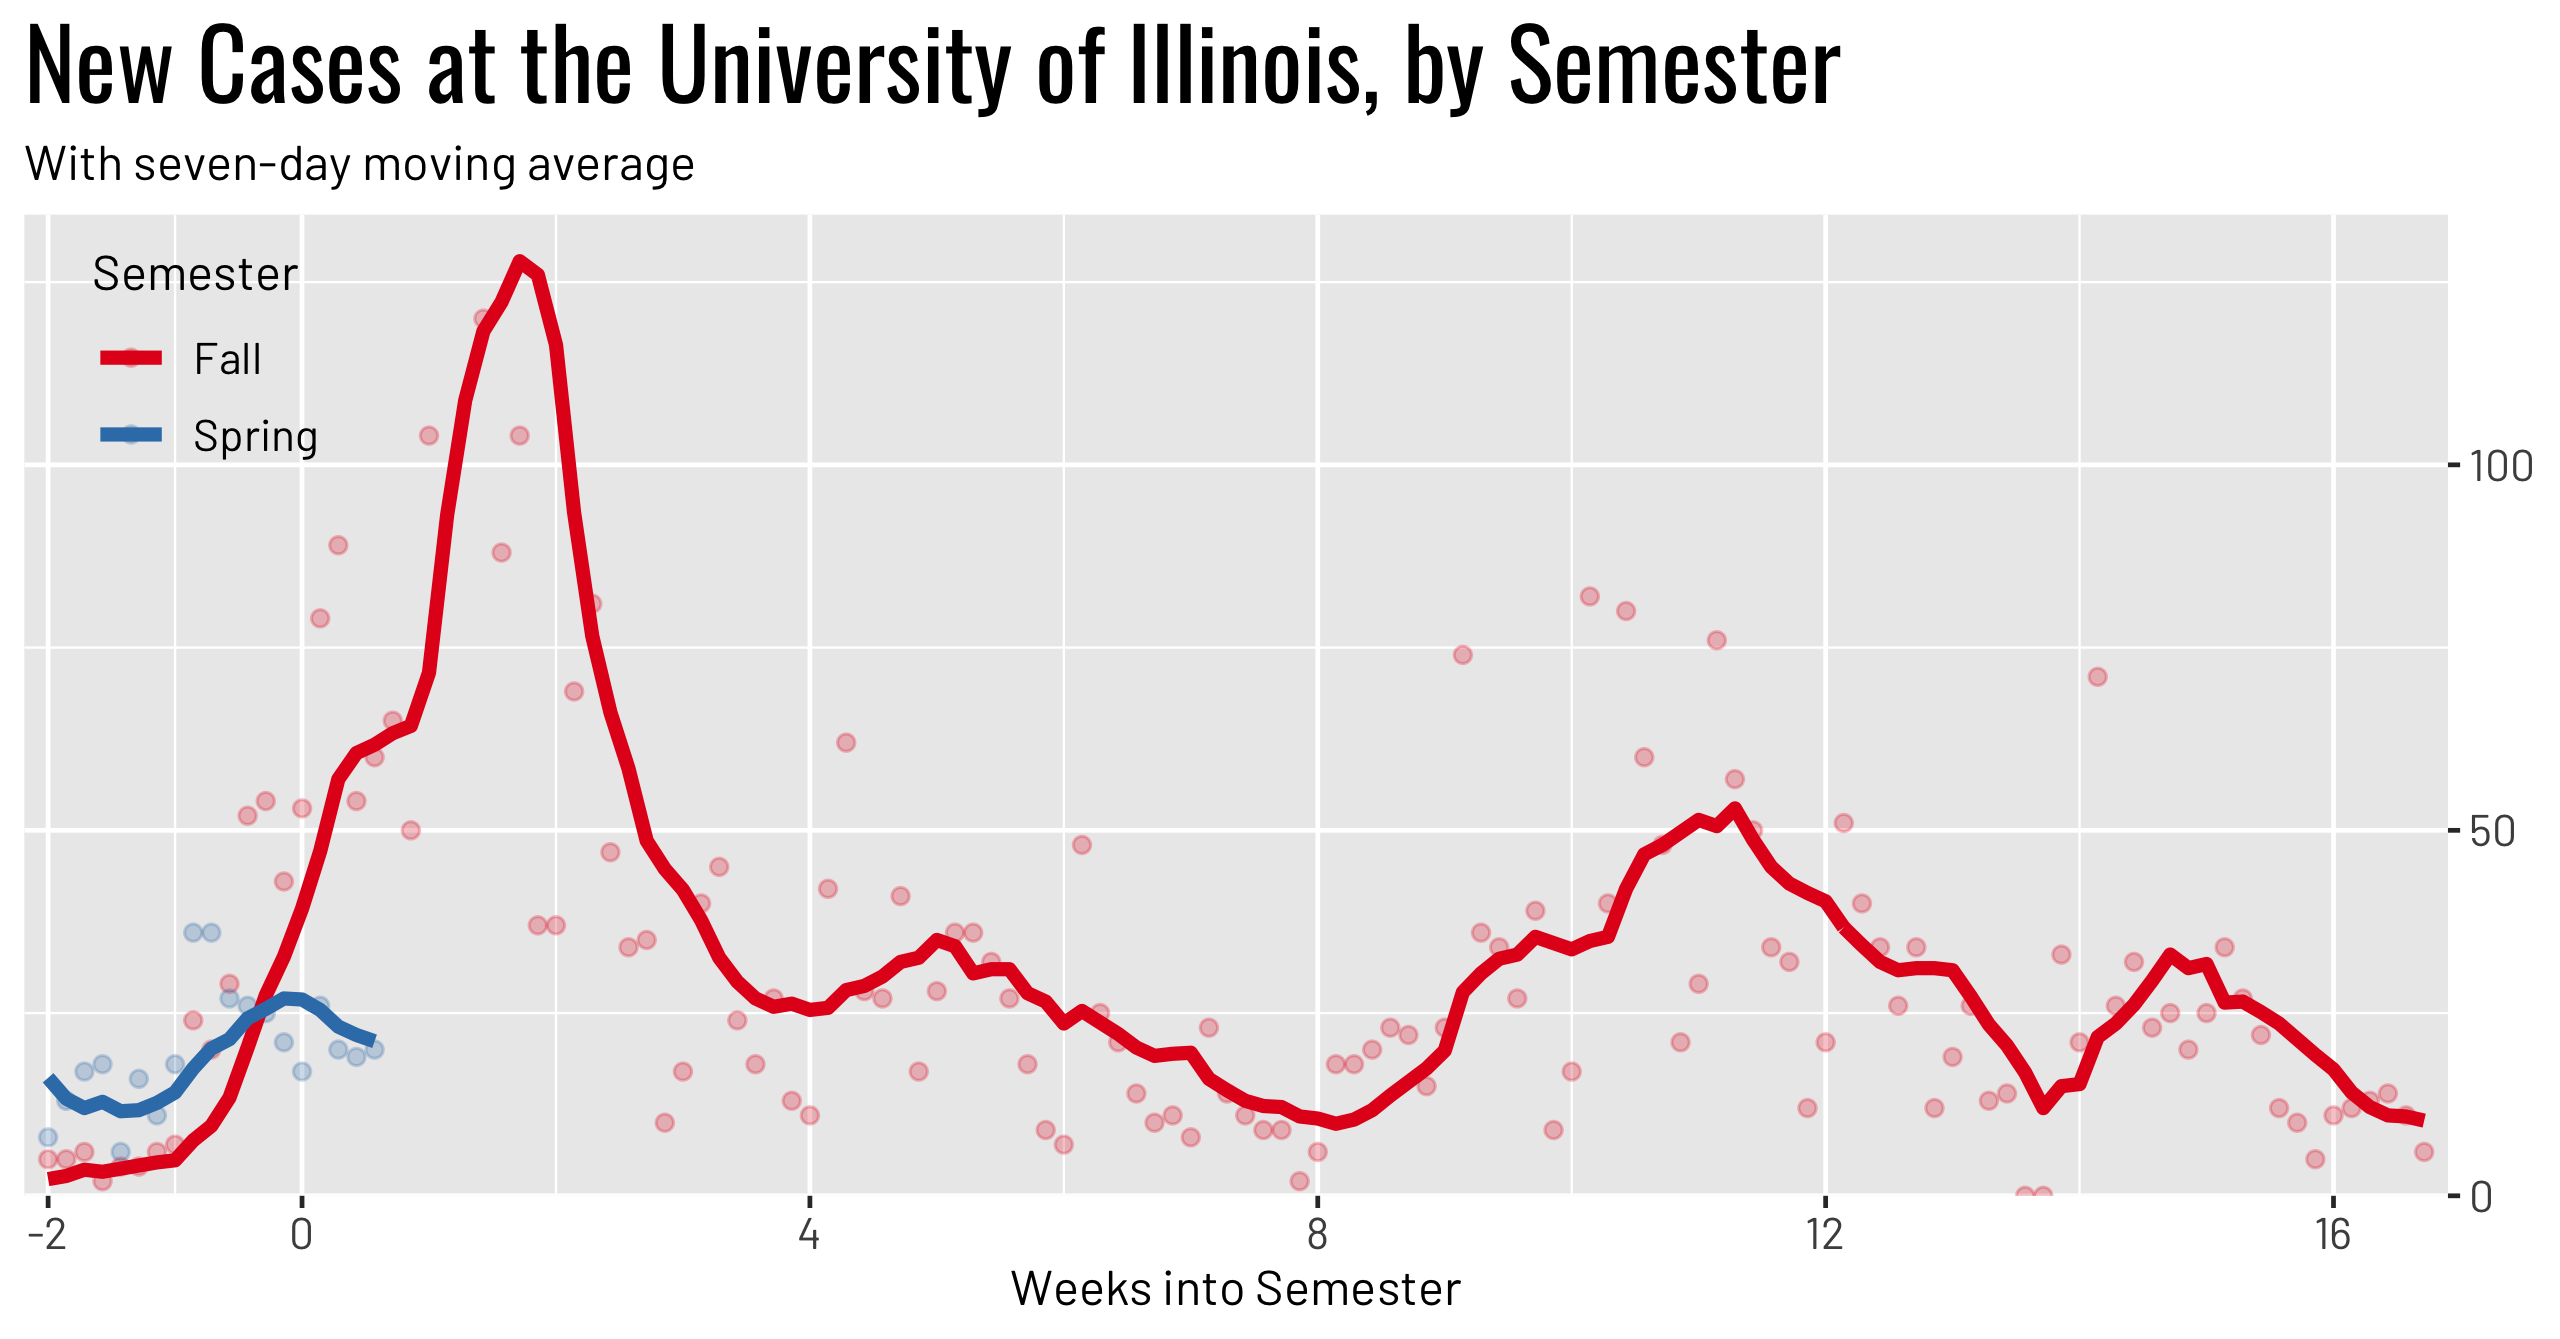 New Cases at the University of Illinois, by Semester
With seven-day moving average
Semester
Fall
Spring
100
50
0
-2 0 4 8 12 16
Weeks into Semester